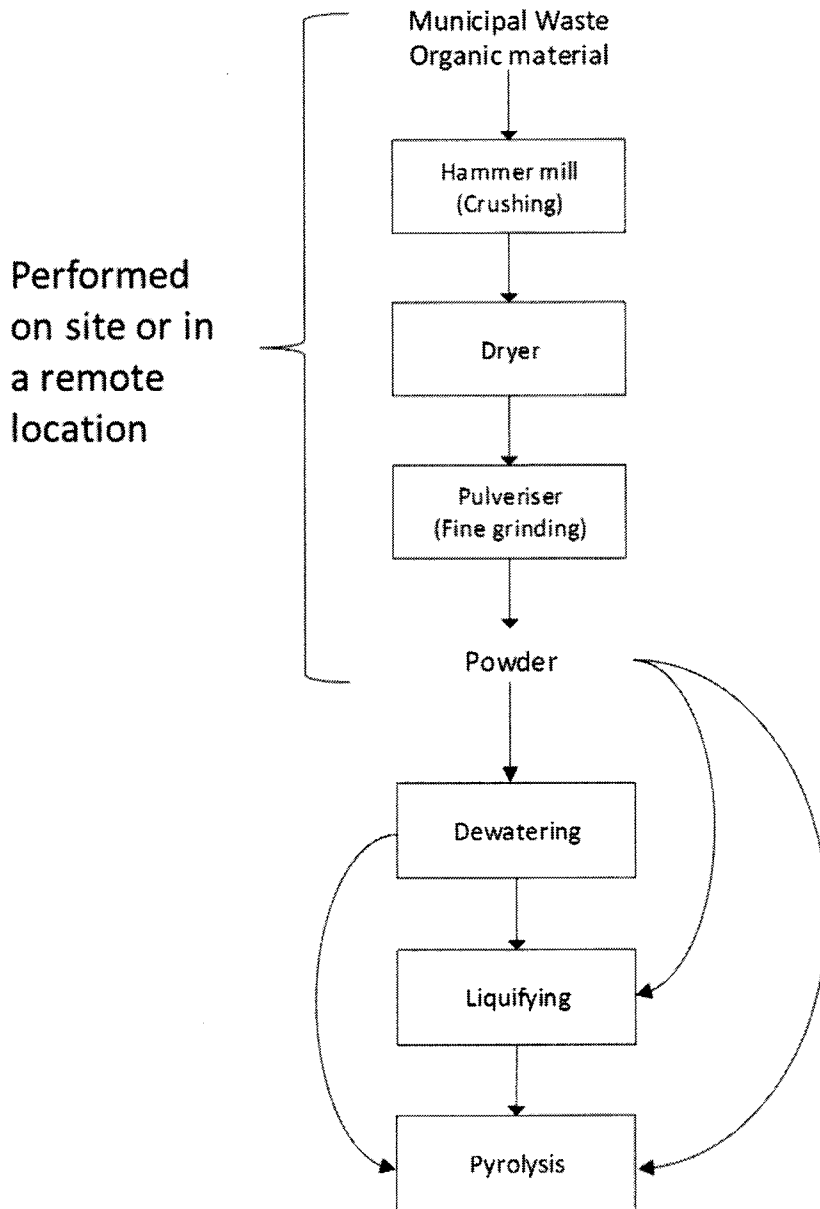 Municipal Waste
Organic material
Hammer mill
(Crushing)
Performed
on site or in
a remote
location
Dryer
Pulveriser
(Fine grinding)
Powder
Dewatering
Liquifying
Pyrolysis